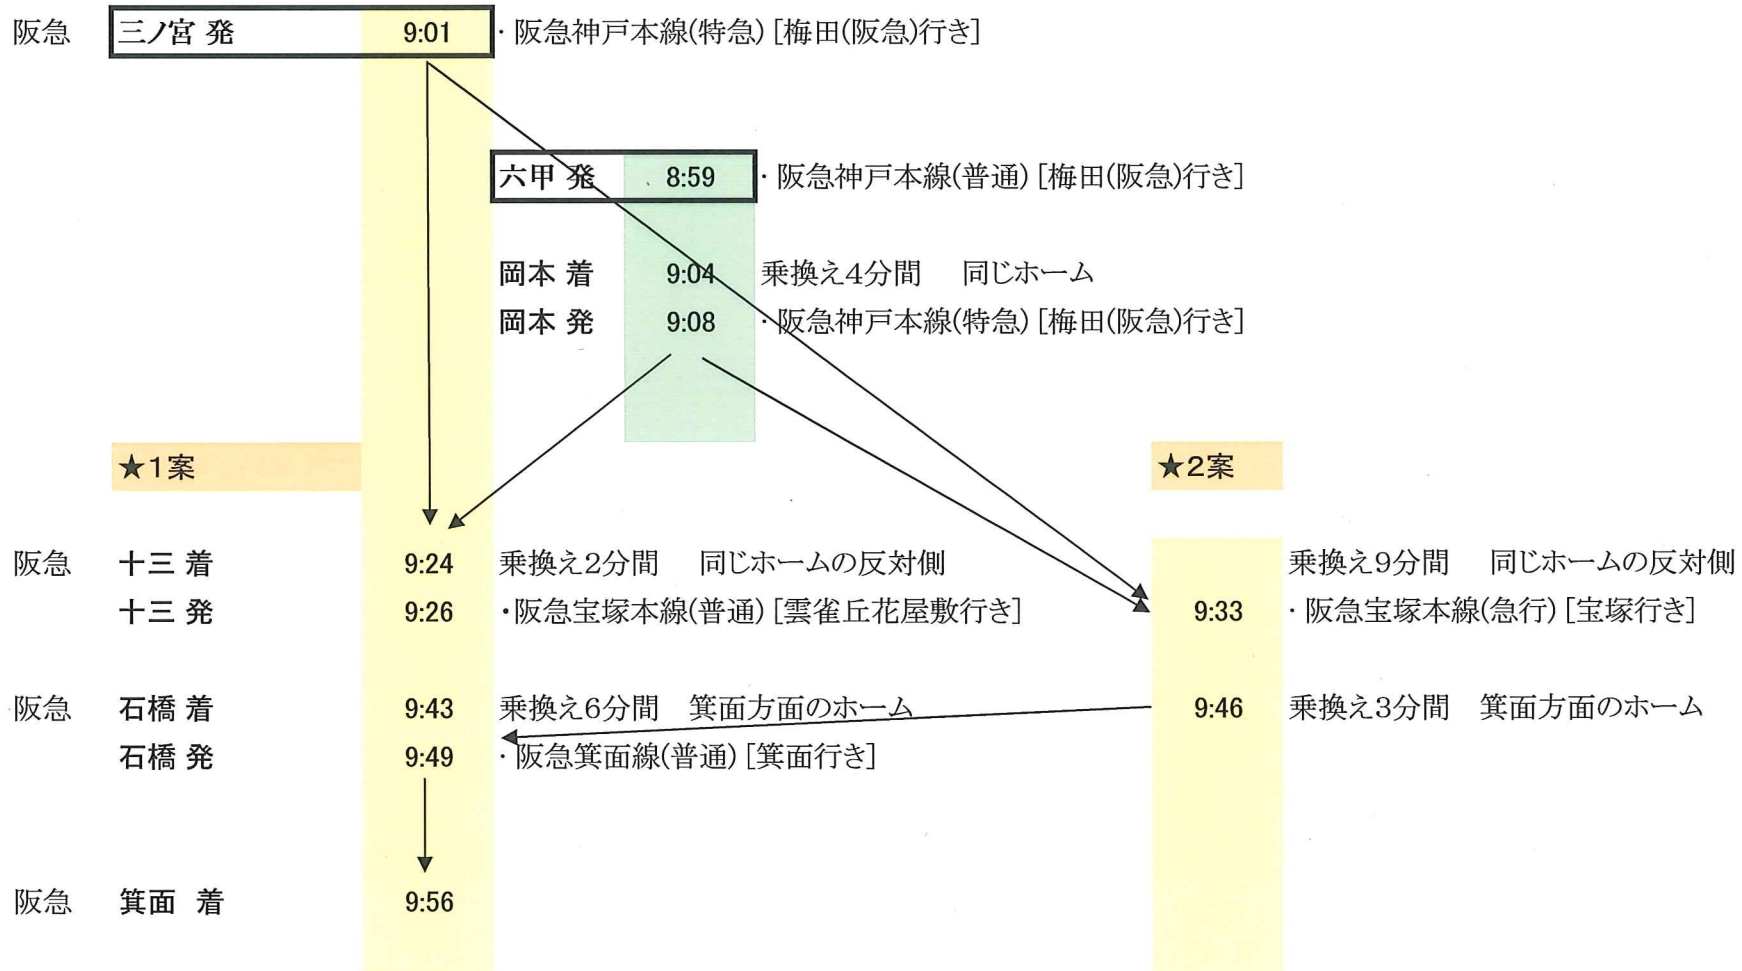 阪急 三ノ宮 発 9:01 ・阪急神戸本線(特急) [梅田(阪急)行き]
六甲 発 8:59 ・阪急神戸本線(普通) [梅田(阪急)行き]
岡本 着 9:04 乗換え4分間 同じホーム
岡本 発 9:08 ・阪急神戸本線(特急) [梅田(阪急)行き]
★1案 ★2案
阪急 十三 着 9:24 乗換え2分間 同じホームの反対側 乗換え9分間 同じホームの反対側
十三 発 9:26 ・阪急宝塚本線(普通) [雲雀丘花屋敷行き] 9:33 ・阪急宝塚本線(急行) [宝塚行き]
阪急 石橋 着 9:43 乗換え6分間 箕面方面のホーム 9:46 乗換え3分間 箕面方面のホーム
石橋 発 9:49 ・阪急箕面線(普通) [箕面行き]
阪急 箕面 着 9:56